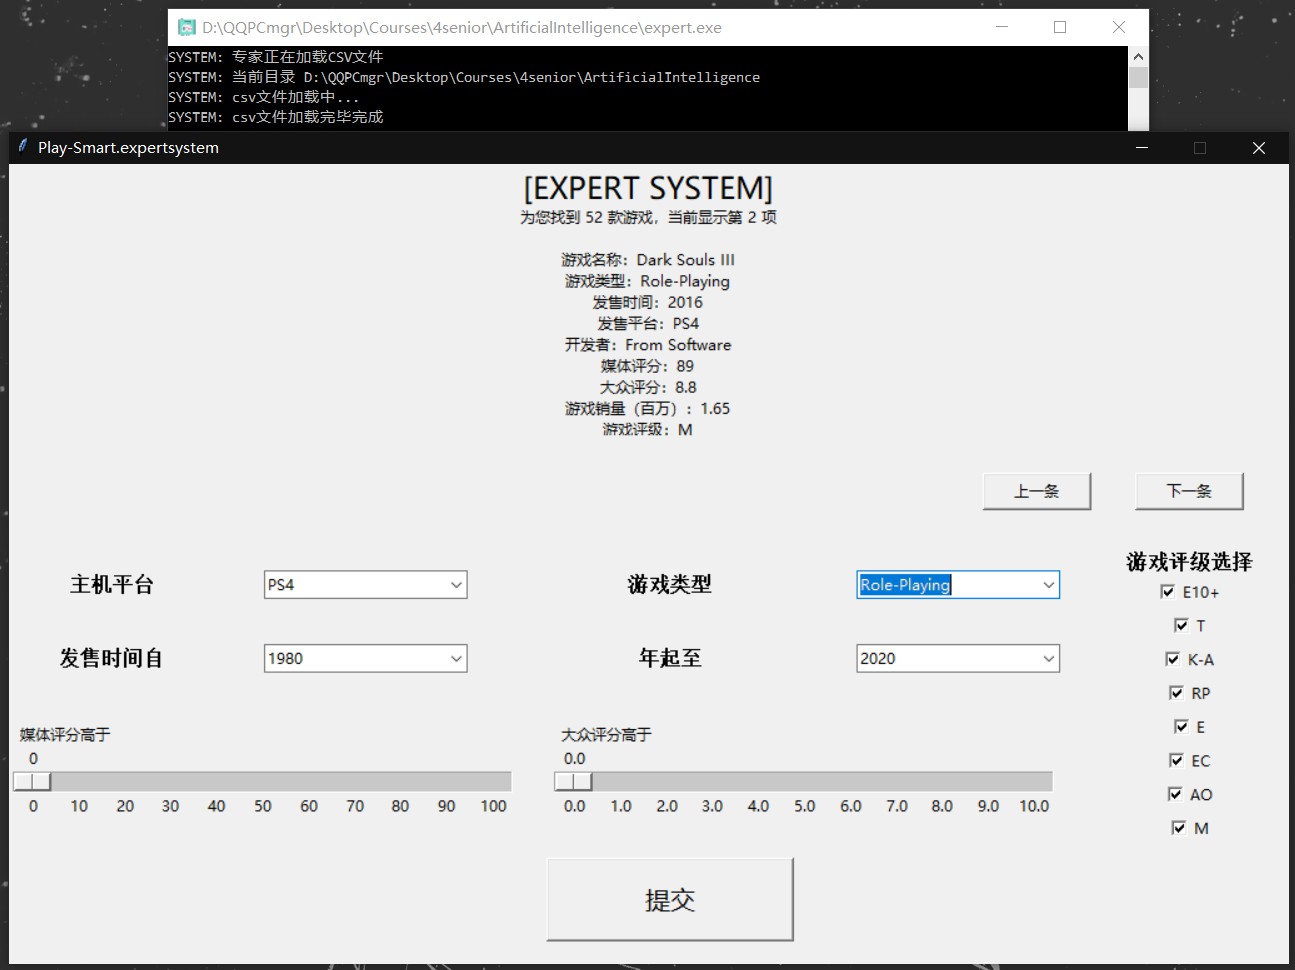 D:\QQPCmgr\Desktop\Courses\4senior\ArtificialIntelligence\expert.exe
SYSTEM: 专家正在加载CSV文件
SYSTEM: 当前目录 D:\QQPCmgr\Desktop\Courses\4senior\ArtificialIntelligence
SYSTEM: csv文件加载中...
SYSTEM: csv文件加载完毕完成
Play-Smart.expertsystem
[EXPERT SYSTEM]
为您找到 52 款游戏，当前显示第 2 项
游戏名称：Dark Souls III
游戏类型：Role-Playing
发售时间：2016
发售平台：PS4
开发者：From Software
媒体评分：89
大众评分：8.8
游戏销量（百万）：1.65
游戏评级：M
上一条 下一条
主机平台 PS4 游戏类型 Role-Playing
发售时间自 1980 年起至 2020
游戏评级选择
E10+
T
K-A
RP
E
EC
AO
M
媒体评分高于
0
0 10 20 30 40 50 60 70 80 90 100
大众评分高于
0.0
0.0 1.0 2.0 3.0 4.0 5.0 6.0 7.0 8.0 9.0 10.0
提交